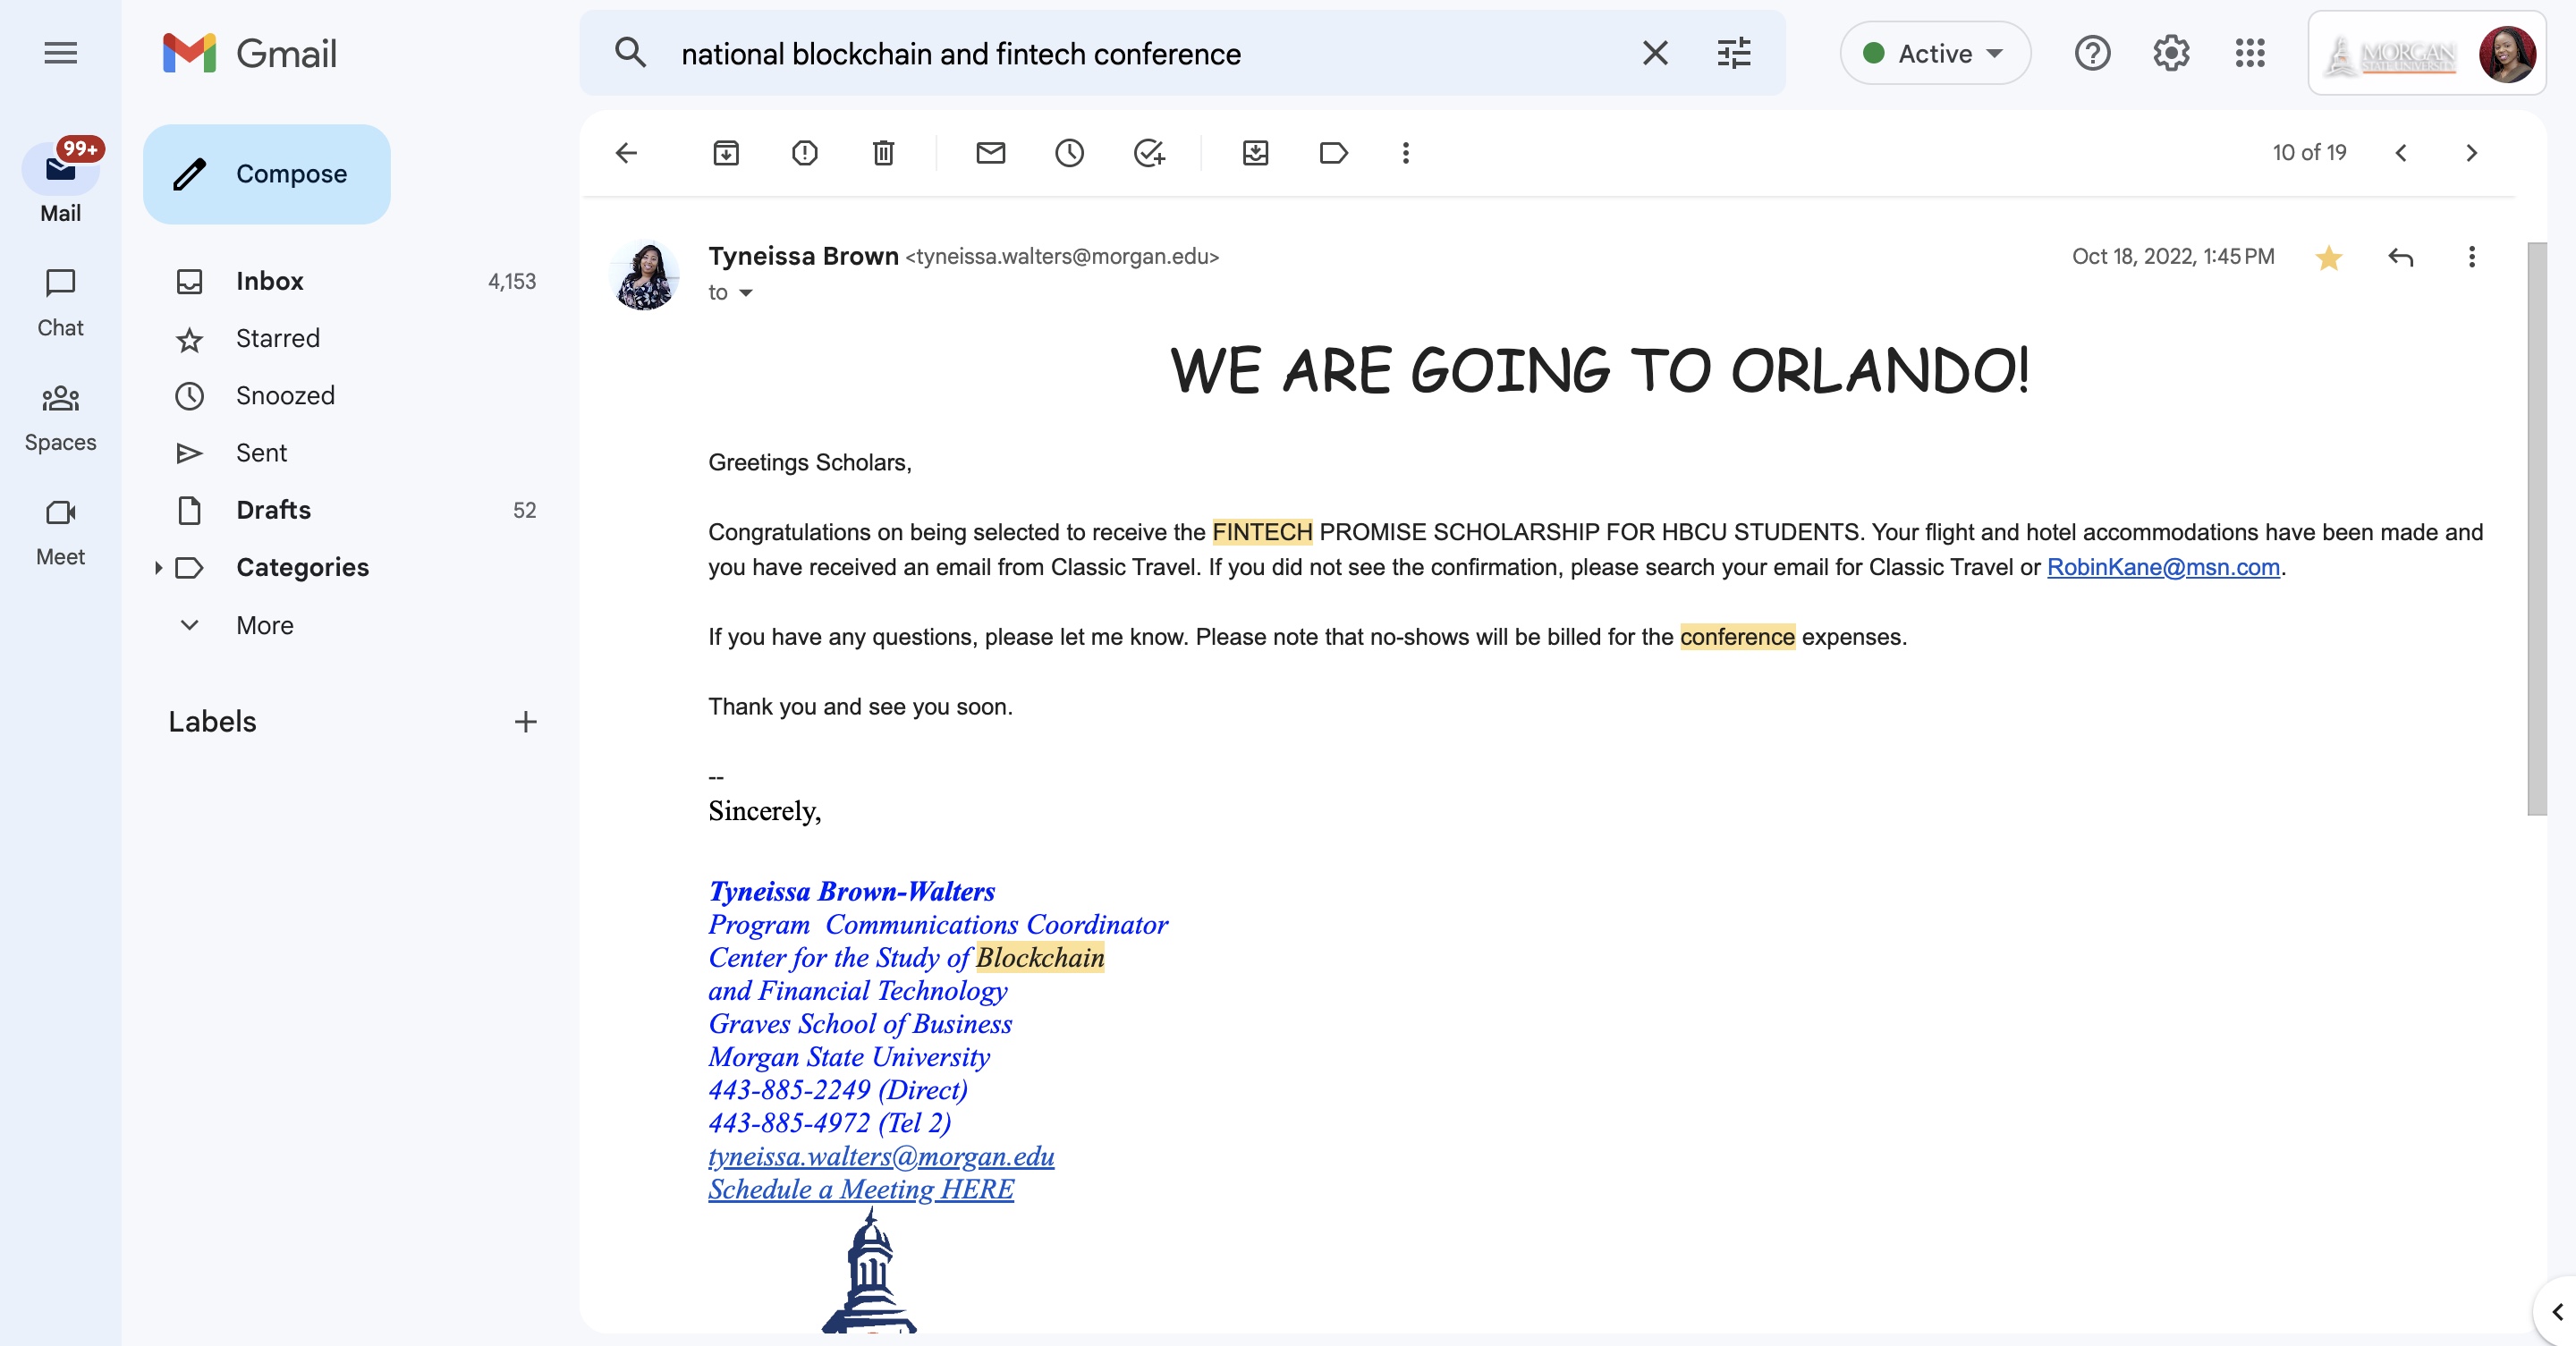 Gmail
national blockchain and fintech conference
Active
MORGAN
STATE UNIVERSITY
99+
Mail
Chat
Spaces
Meet
Compose
Inbox 4,153
Starred
Snoozed
Sent
Drafts 52
Categories
More
Labels
10 of 19
Tyneissa Brown <tyneissa.walters@morgan.edu>
Oct 18, 2022, 1:45 PM
to
WE ARE GOING TO ORLANDO!
Greetings Scholars,
Congratulations on being selected to receive the FINTECH PROMISE SCHOLARSHIP FOR HBCU STUDENTS. Your flight and hotel accommodations have been made and
you have received an email from Classic Travel. If you did not see the confirmation, please search your email for Classic Travel or RobinKane@msn.com.
If you have any questions, please let me know. Please note that no-shows will be billed for the conference expenses.
Thank you and see you soon.
--
Sincerely,
Tyneissa Brown-Walters
Program  Communications Coordinator
Center for the Study of Blockchain
and Financial Technology
Graves School of Business
Morgan State University
443-885-2249 (Direct)
443-885-4972 (Tel 2)
tyneissa.walters@morgan.edu
Schedule a Meeting HERE